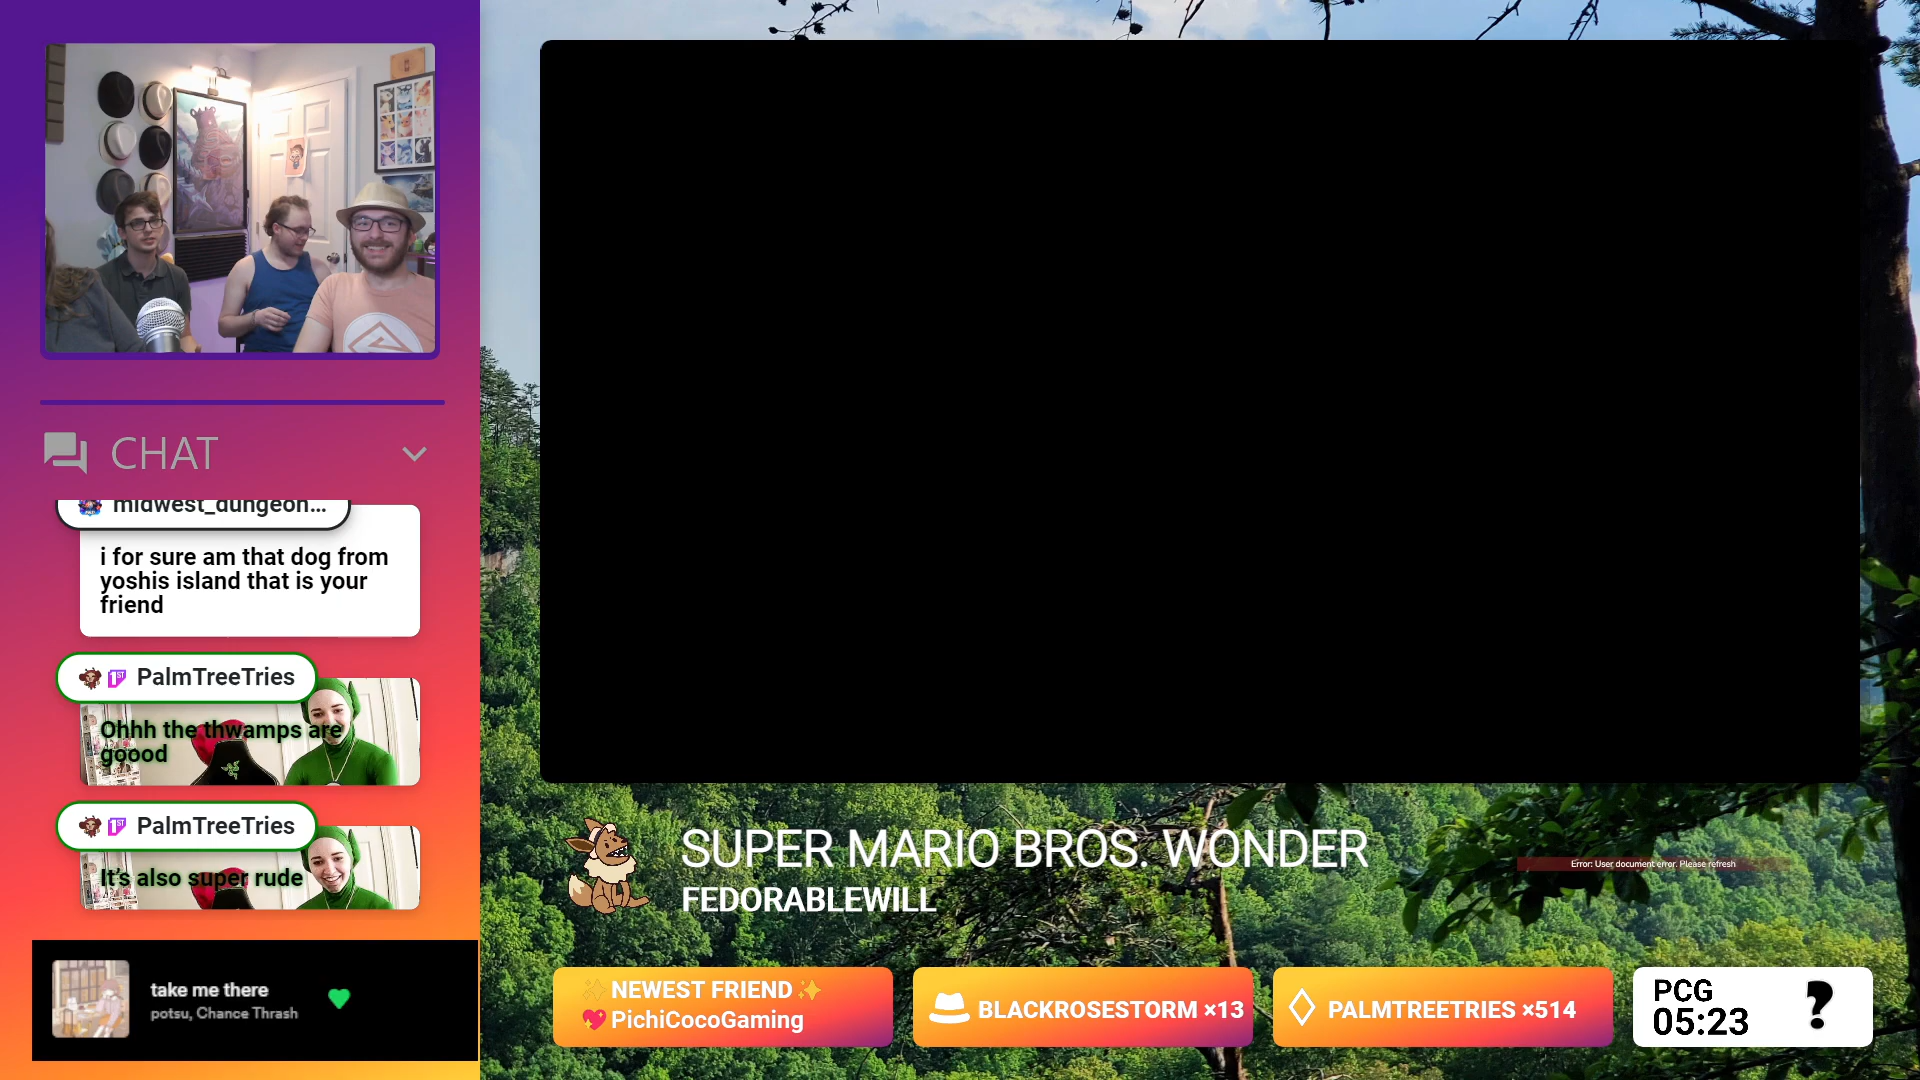 CHAT
midwest_dungeon...
i for sure am that dog from
yoshis island that is your
friend
PalmTreeTries
Ohhh the thwamps are
goood
PalmTreeTries
It's also super rude
take me there
potsu, Chance Thrash
SUPER MARIO BROS. WONDER
FEDORABLEWILL
Error: User document error. Please refresh
✨ NEWEST FRIEND ✨
💖 PichiCocoGaming
BLACKROSESTORM ×13
PALMTREETRIES ×514
PCG
05:23
?